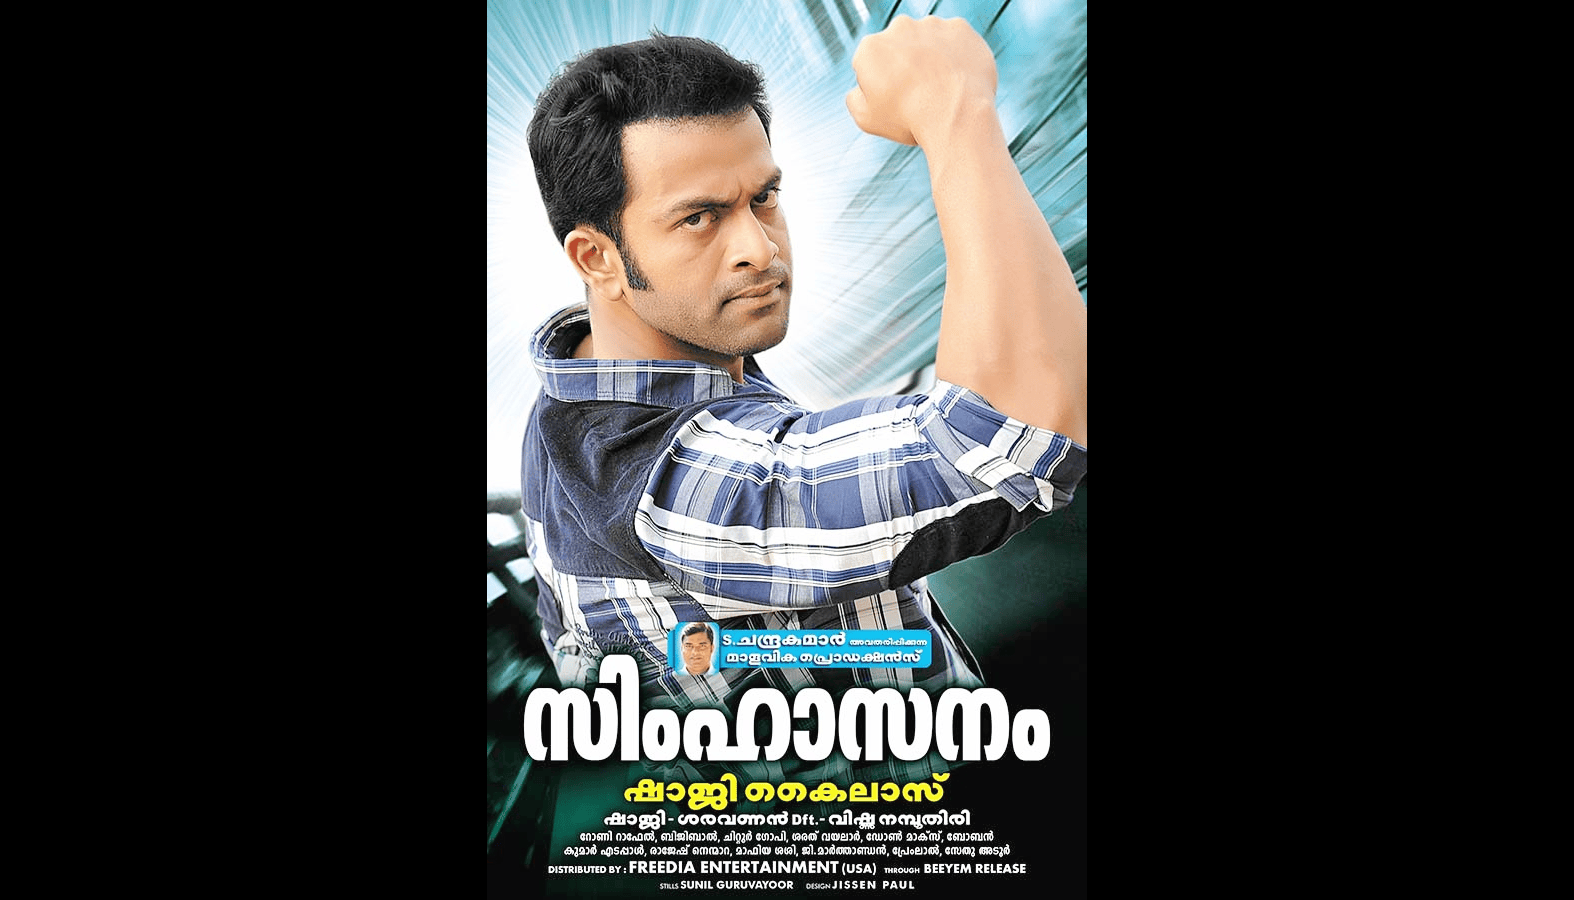 S.ചന്ദ്രകുമാർ അവതരിപ്പിക്കുന്ന
മാളവിക പ്രൊഡക്ഷൻസ്
സിംഹാസനം
ഷാജി കൈലാസ്
ഷാജി - ശരവണൻ Dft.- വിഷ്ണു നമ്പൂതിരി
റോണി റാഫേൽ, ബിജിബാൽ, ചിറ്റൂർ ഗോപി, ശരത് വയലാർ, ഡോൺ മാക്സ്, ബോബൻ
കുമാർ എടപ്പാൾ, രാജേഷ് നെന്മാറ, മാഫിയ ശശി, ജി.മാർത്താണ്ഡൻ, പ്രേംലാൽ, സേതു അടൂർ
DISTRIBUTED BY : FREEDIA ENTERTAINMENT (USA) THROUGH BEEYEM RELEASE
STILLS SUNIL GURUVAYOOR DESIGN JISSEN PAUL